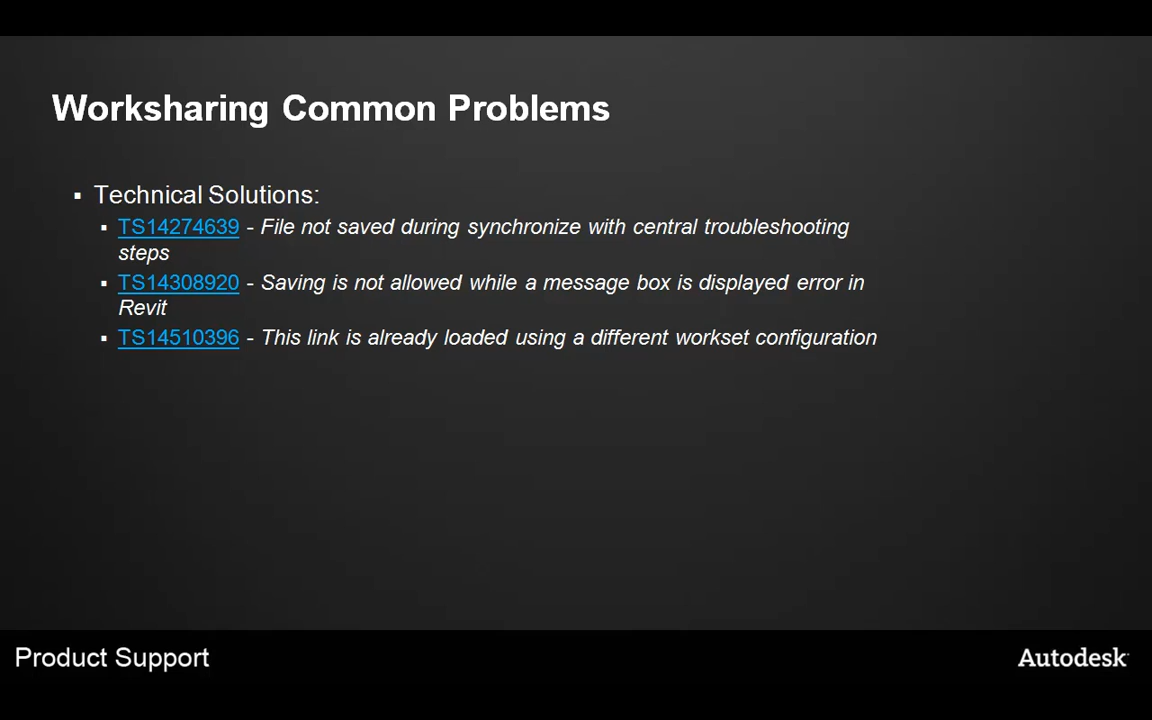 Worksharing Common Problems
▪ Technical Solutions:
▪ TS14274639 - File not saved during synchronize with central troubleshooting
steps
▪ TS14308920 - Saving is not allowed while a message box is displayed error in
Revit
▪ TS14510396 - This link is already loaded using a different workset configuration
Product Support
Autodesk